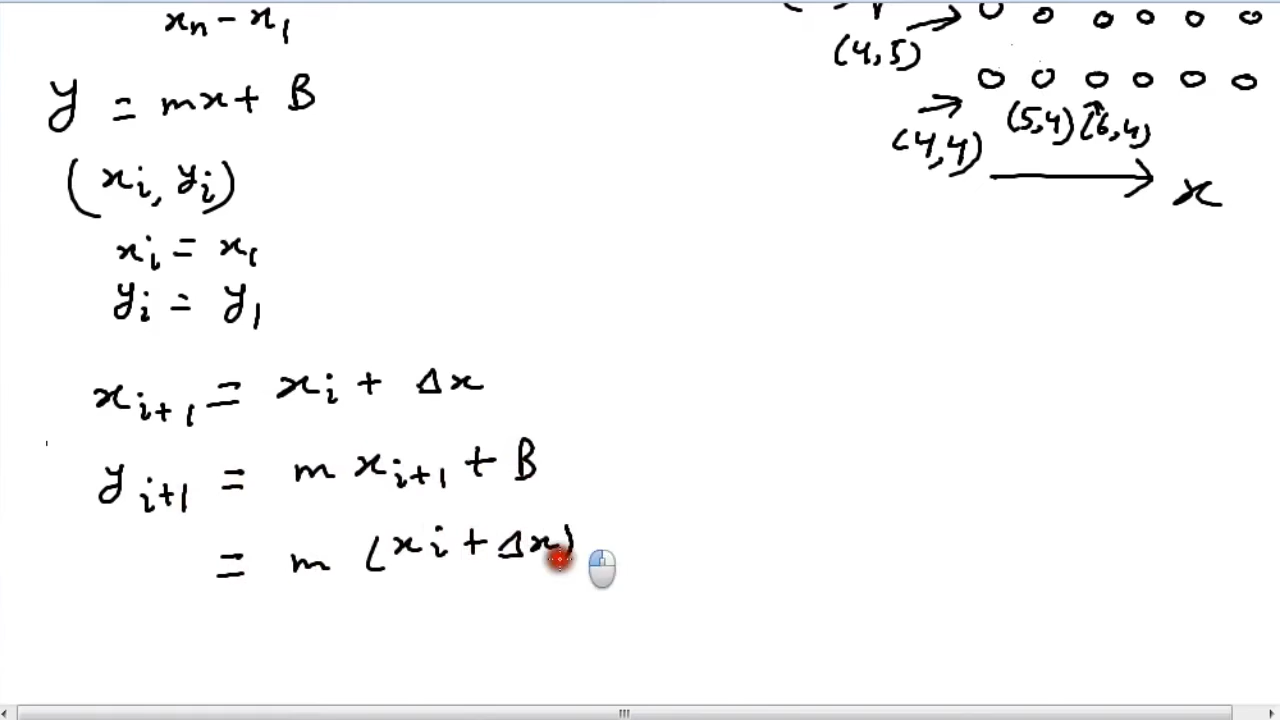 xₙ - x₁
y = mx + B
(xᵢ, yᵢ)
xᵢ = x₁
yᵢ = y₁
xᵢ₊₁ = xᵢ + Δx
yᵢ₊₁ = m xᵢ₊₁ + B
= m (xᵢ + Δx)
(4,5)
(5,4) (6,4)
(4,4)
x